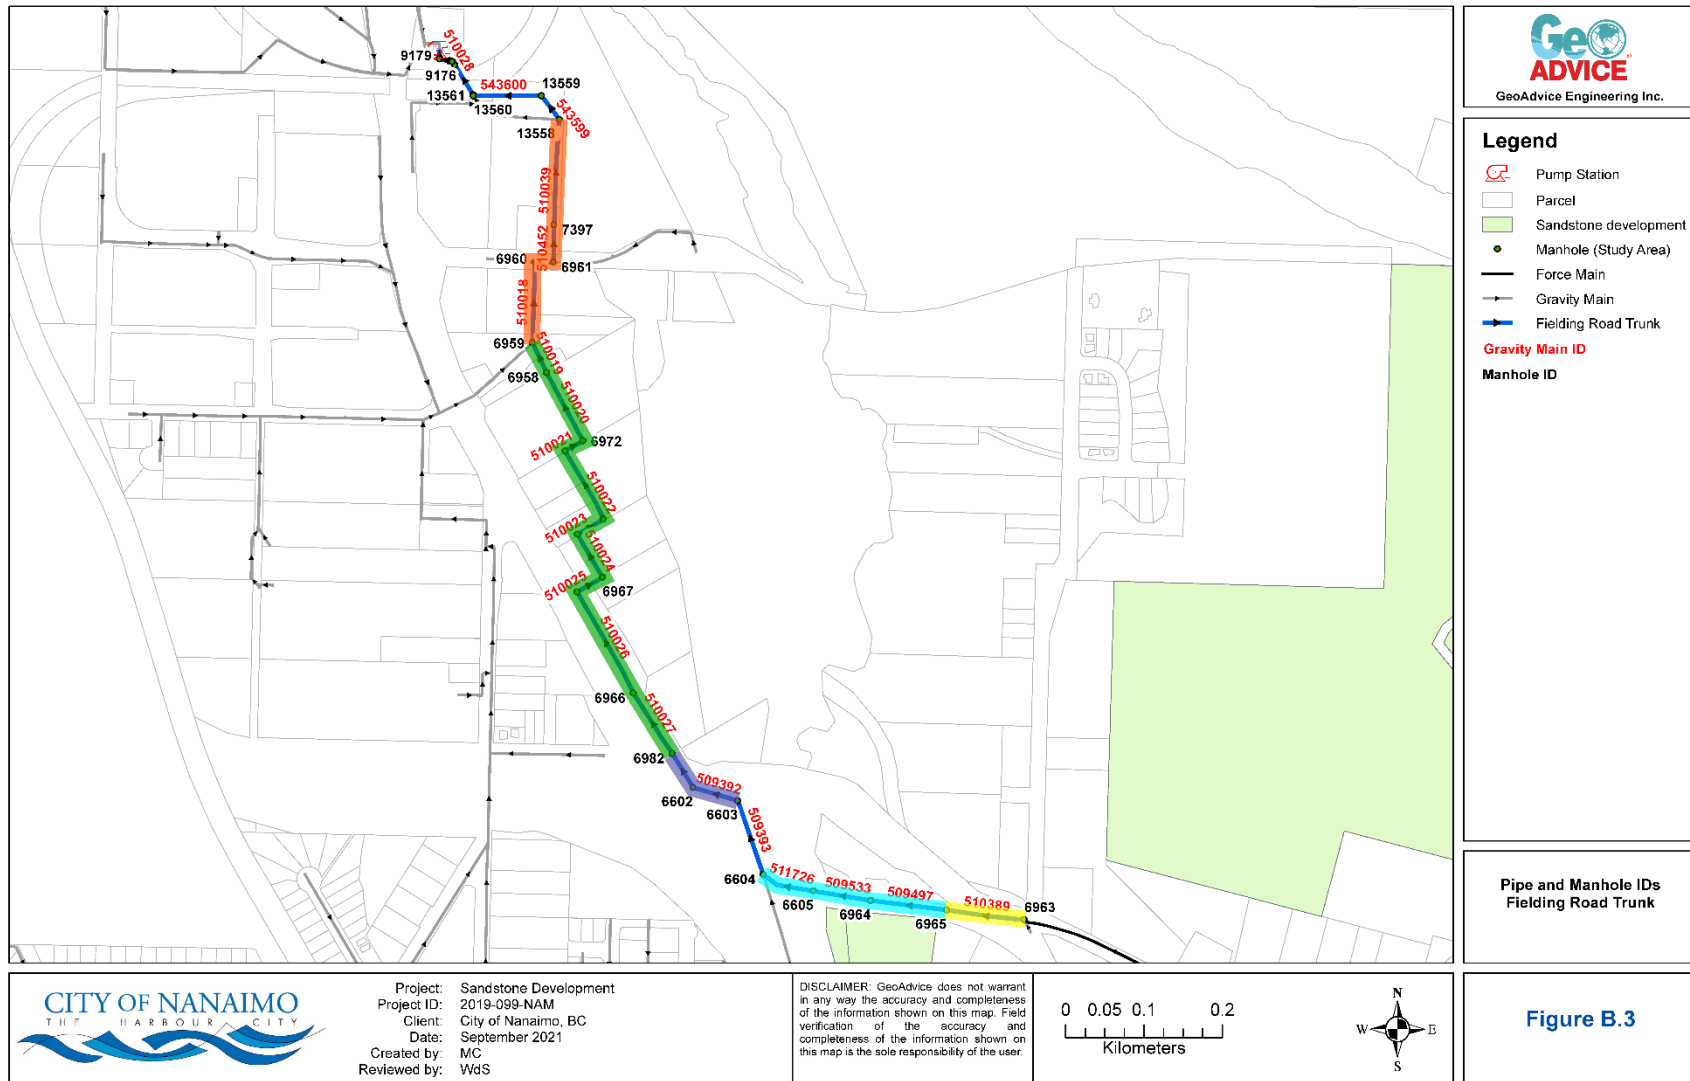 510028
9179
9176
13561
543600
13560
13559
543599
13558
510039
7397
510452
6960
6961
510018
6959
510019
6958
510020
510021
6972
510022
510023
510024
510025
6967
510026
6966
510027
6982
509392
6602
6603
509393
6604
511726
509533
509497
6605
6964
6965
510389
6963
GeoADVICE
GeoAdvice Engineering Inc.
Legend
Pump Station
Parcel
Sandstone development
Manhole (Study Area)
Force Main
Gravity Main
Fielding Road Trunk
Gravity Main ID
Manhole ID
Pipe and Manhole IDs
Fielding Road Trunk
Figure B.3
CITY OF NANAIMO
THE HARBOUR CITY
Project: Sandstone Development
Project ID: 2019-099-NAM
Client: City of Nanaimo, BC
Date: September 2021
Created by: MC
Reviewed by: WdS
DISCLAIMER: GeoAdvice does not warrant
in any way the accuracy and completeness
of the information shown on this map. Field
verification of the accuracy and
completeness of the information shown on
this map is the sole responsibility of the user.
0 0.05 0.1 0.2
Kilometers
N
W E
S